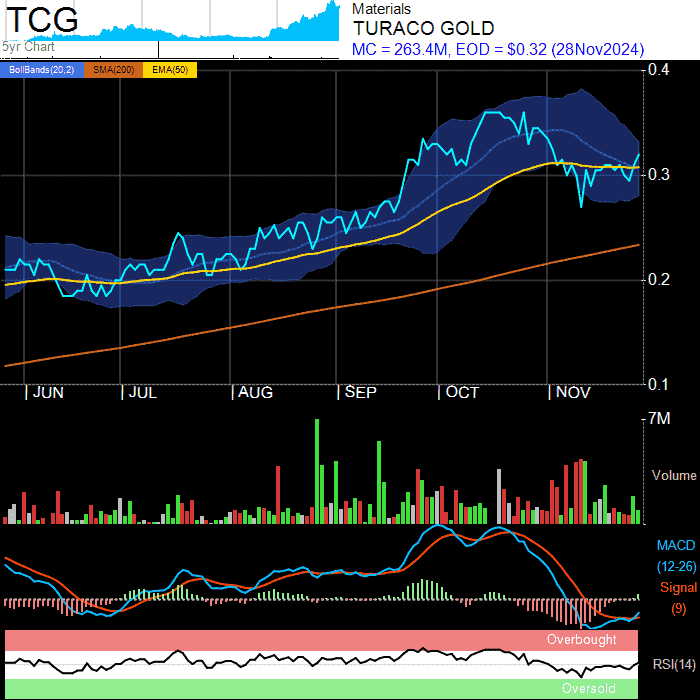 TCG
5yr Chart
Materials
TURACO GOLD
MC = 263.4M, EOD = $0.32 (28Nov2024)
BollBands(20,2) SMA(200) EMA(50)
0.4
0.3
0.2
0.1
JUN JUL AUG SEP OCT NOV
7M
Volume
MACD
(12-26)
Signal
(9)
Overbought
RSI(14)
Oversold